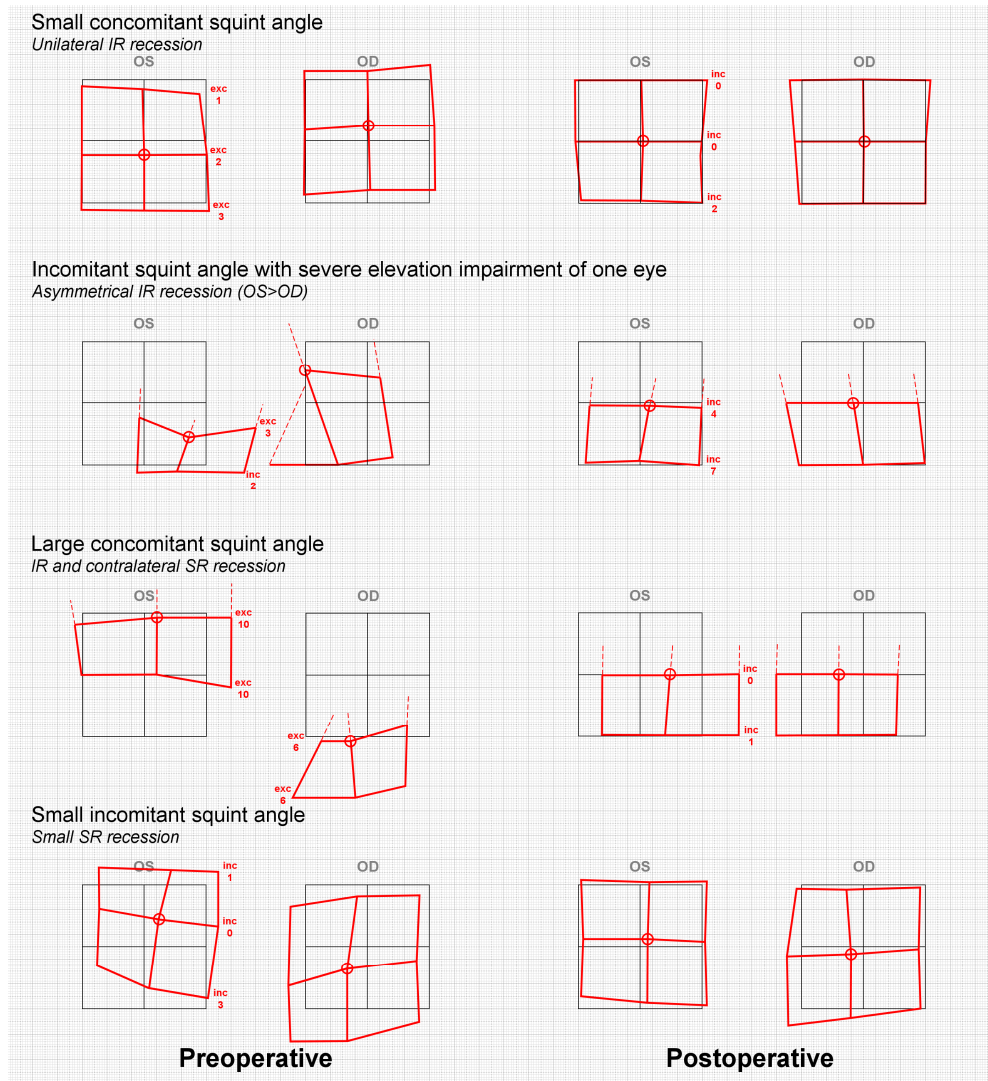 Small concomitant squint angle
Unilateral IR recession
OS
OD
OS
OD
exc
1
exc
2
exc
3
inc
0
inc
0
inc
2
Incomitant squint angle with severe elevation impairment of one eye
Asymmetrical IR recession (OS>OD)
OS
OD
OS
OD
exc
3
inc
2
inc
4
inc
7
Large concomitant squint angle
IR and contralateral SR recession
OS
OD
OS
OD
exc
10
exc
10
exc
6
exc
6
inc
0
inc
1
Small incomitant squint angle
Small SR recession
OS
OD
OS
OD
inc
1
inc
0
inc
3
Preoperative
Postoperative